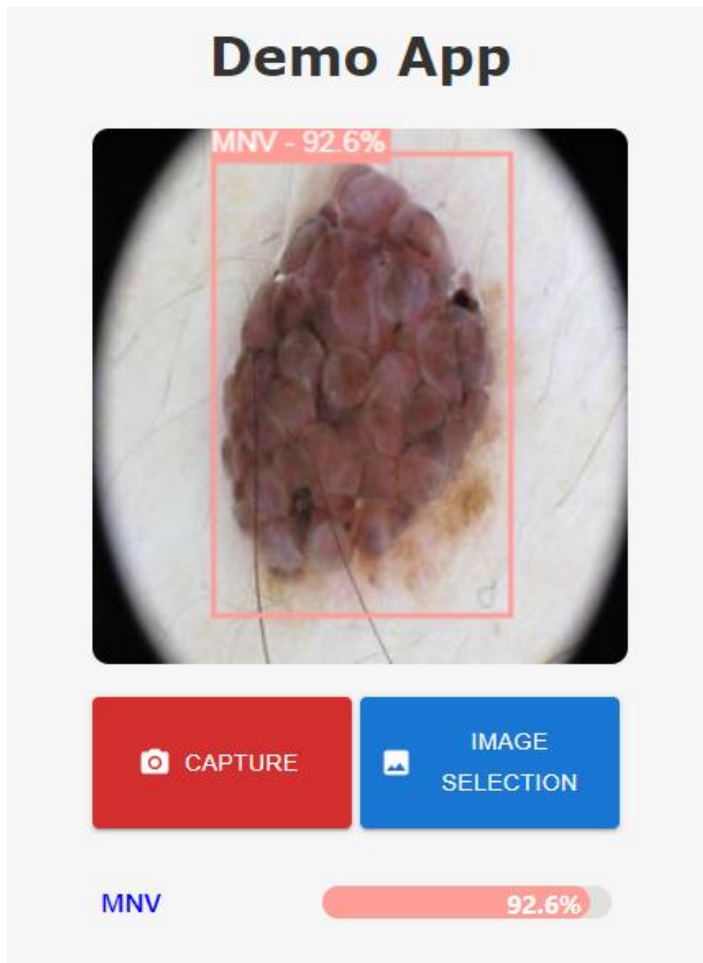 Demo App
MNV - 92.6%
CAPTURE
IMAGE
SELECTION
MNV
92.6%